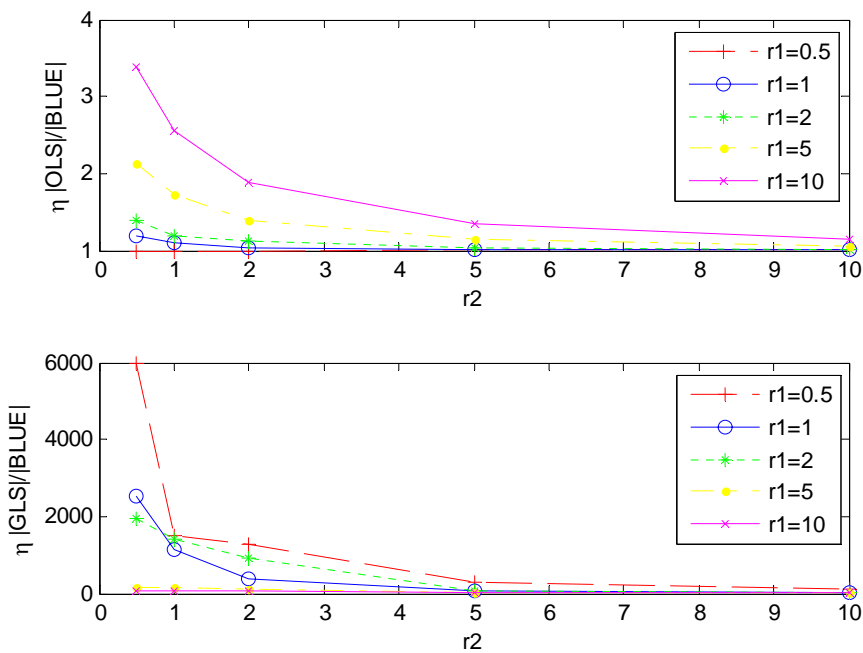 η |OLS|/|BLUE|
4
3
2
1
0 1 2 3 4 5 6 7 8 9 10
r2
r1=0.5
r1=1
r1=2
r1=5
r1=10
η |GLS|/|BLUE|
6000
4000
2000
0
0 1 2 3 4 5 6 7 8 9 10
r2
r1=0.5
r1=1
r1=2
r1=5
r1=10